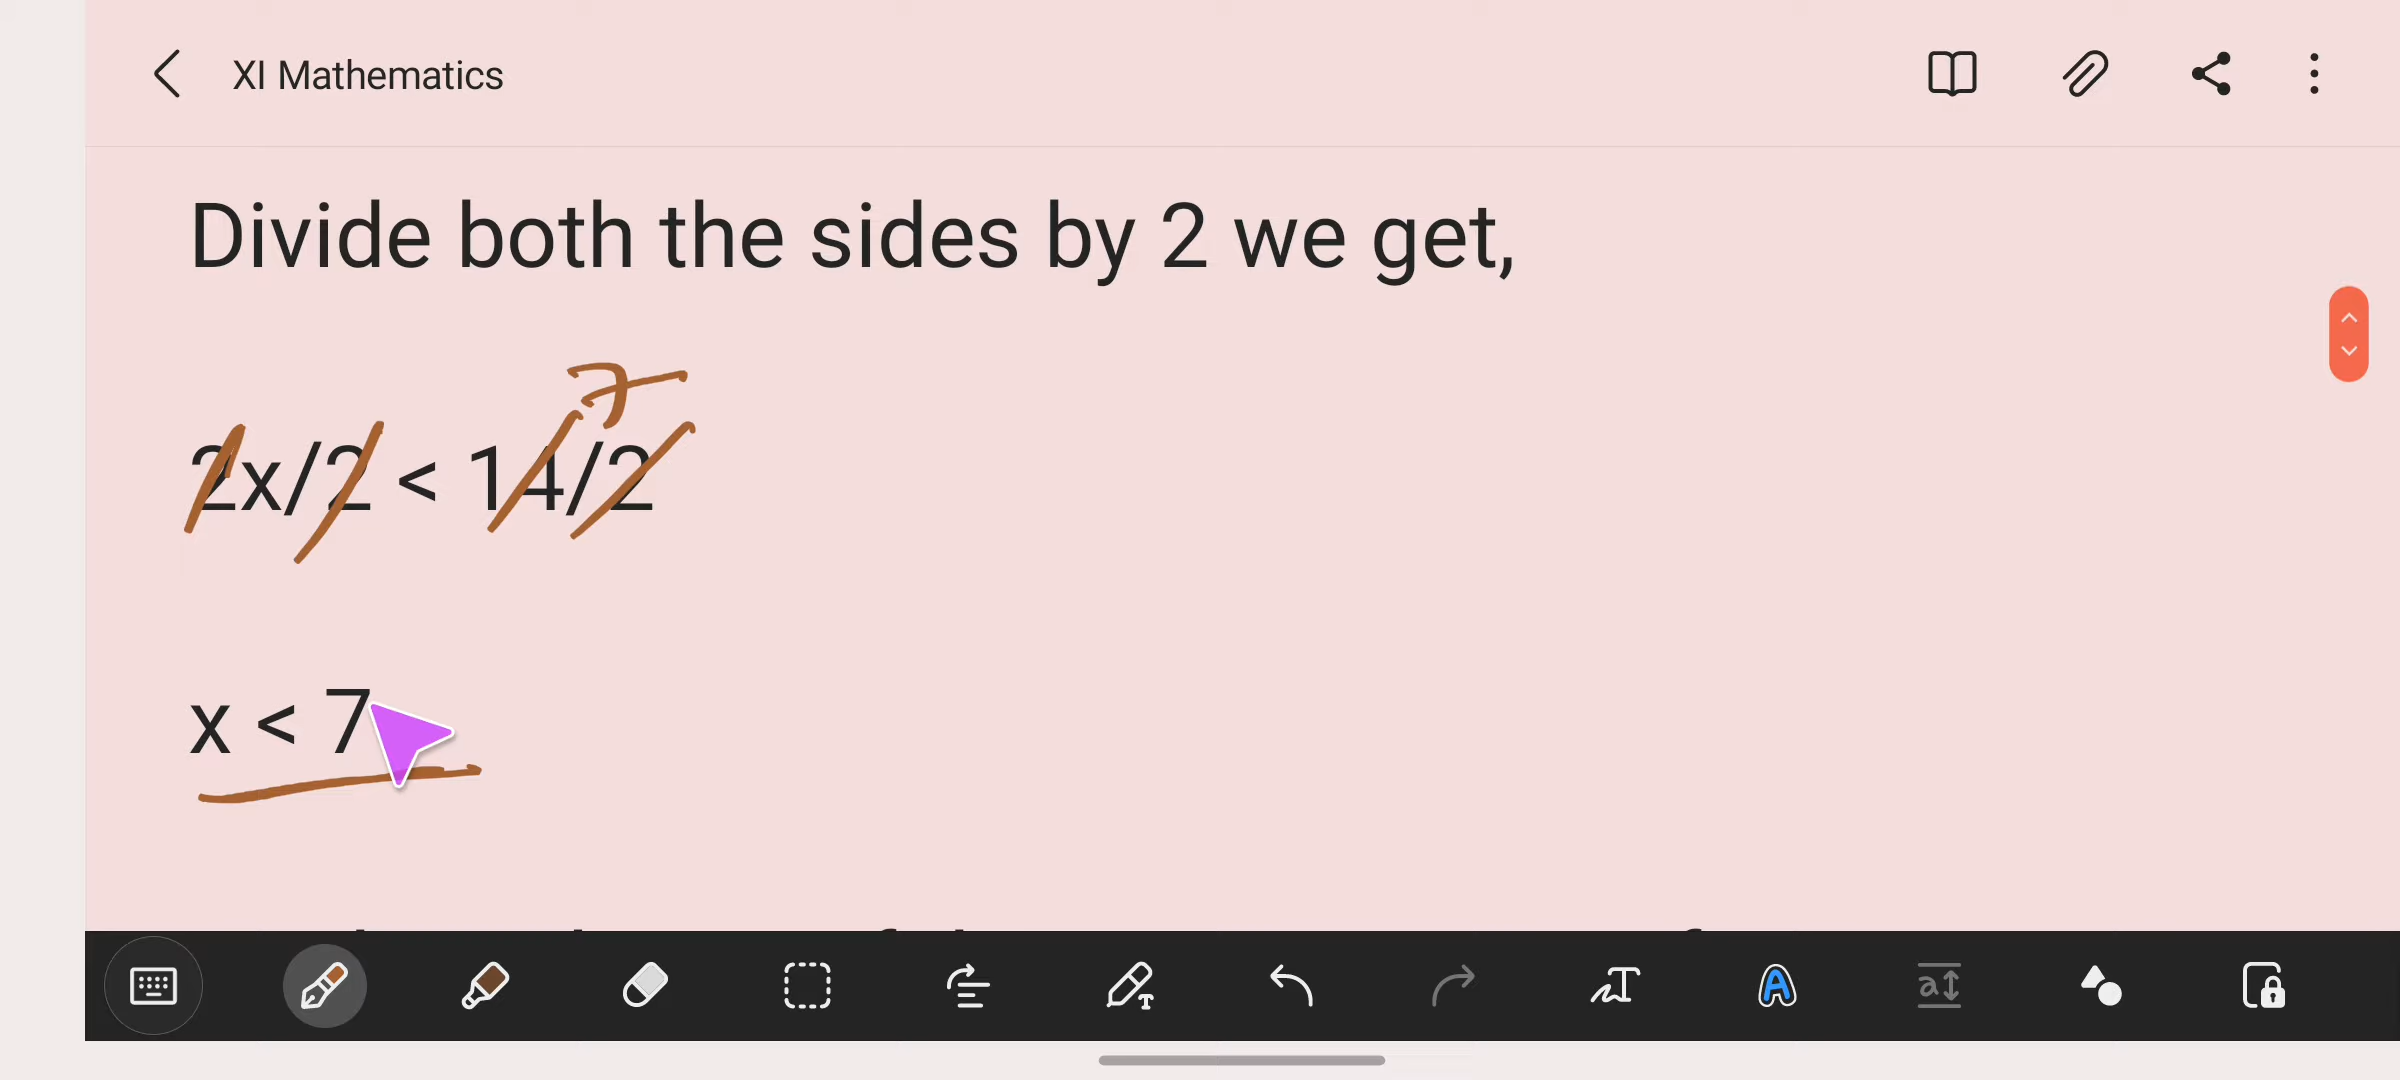 XI Mathematics
Divide both the sides by 2 we get,
7
2x/2 < 14/2
x < 7